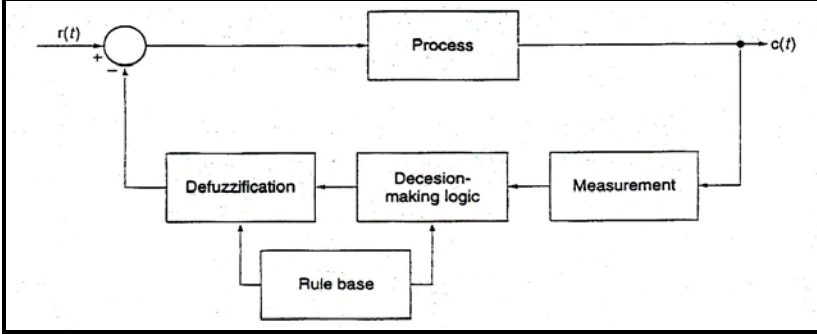 r(t)
+
−
Process
c(t)
Defuzzification
Decesion-
making logic
Measurement
Rule base